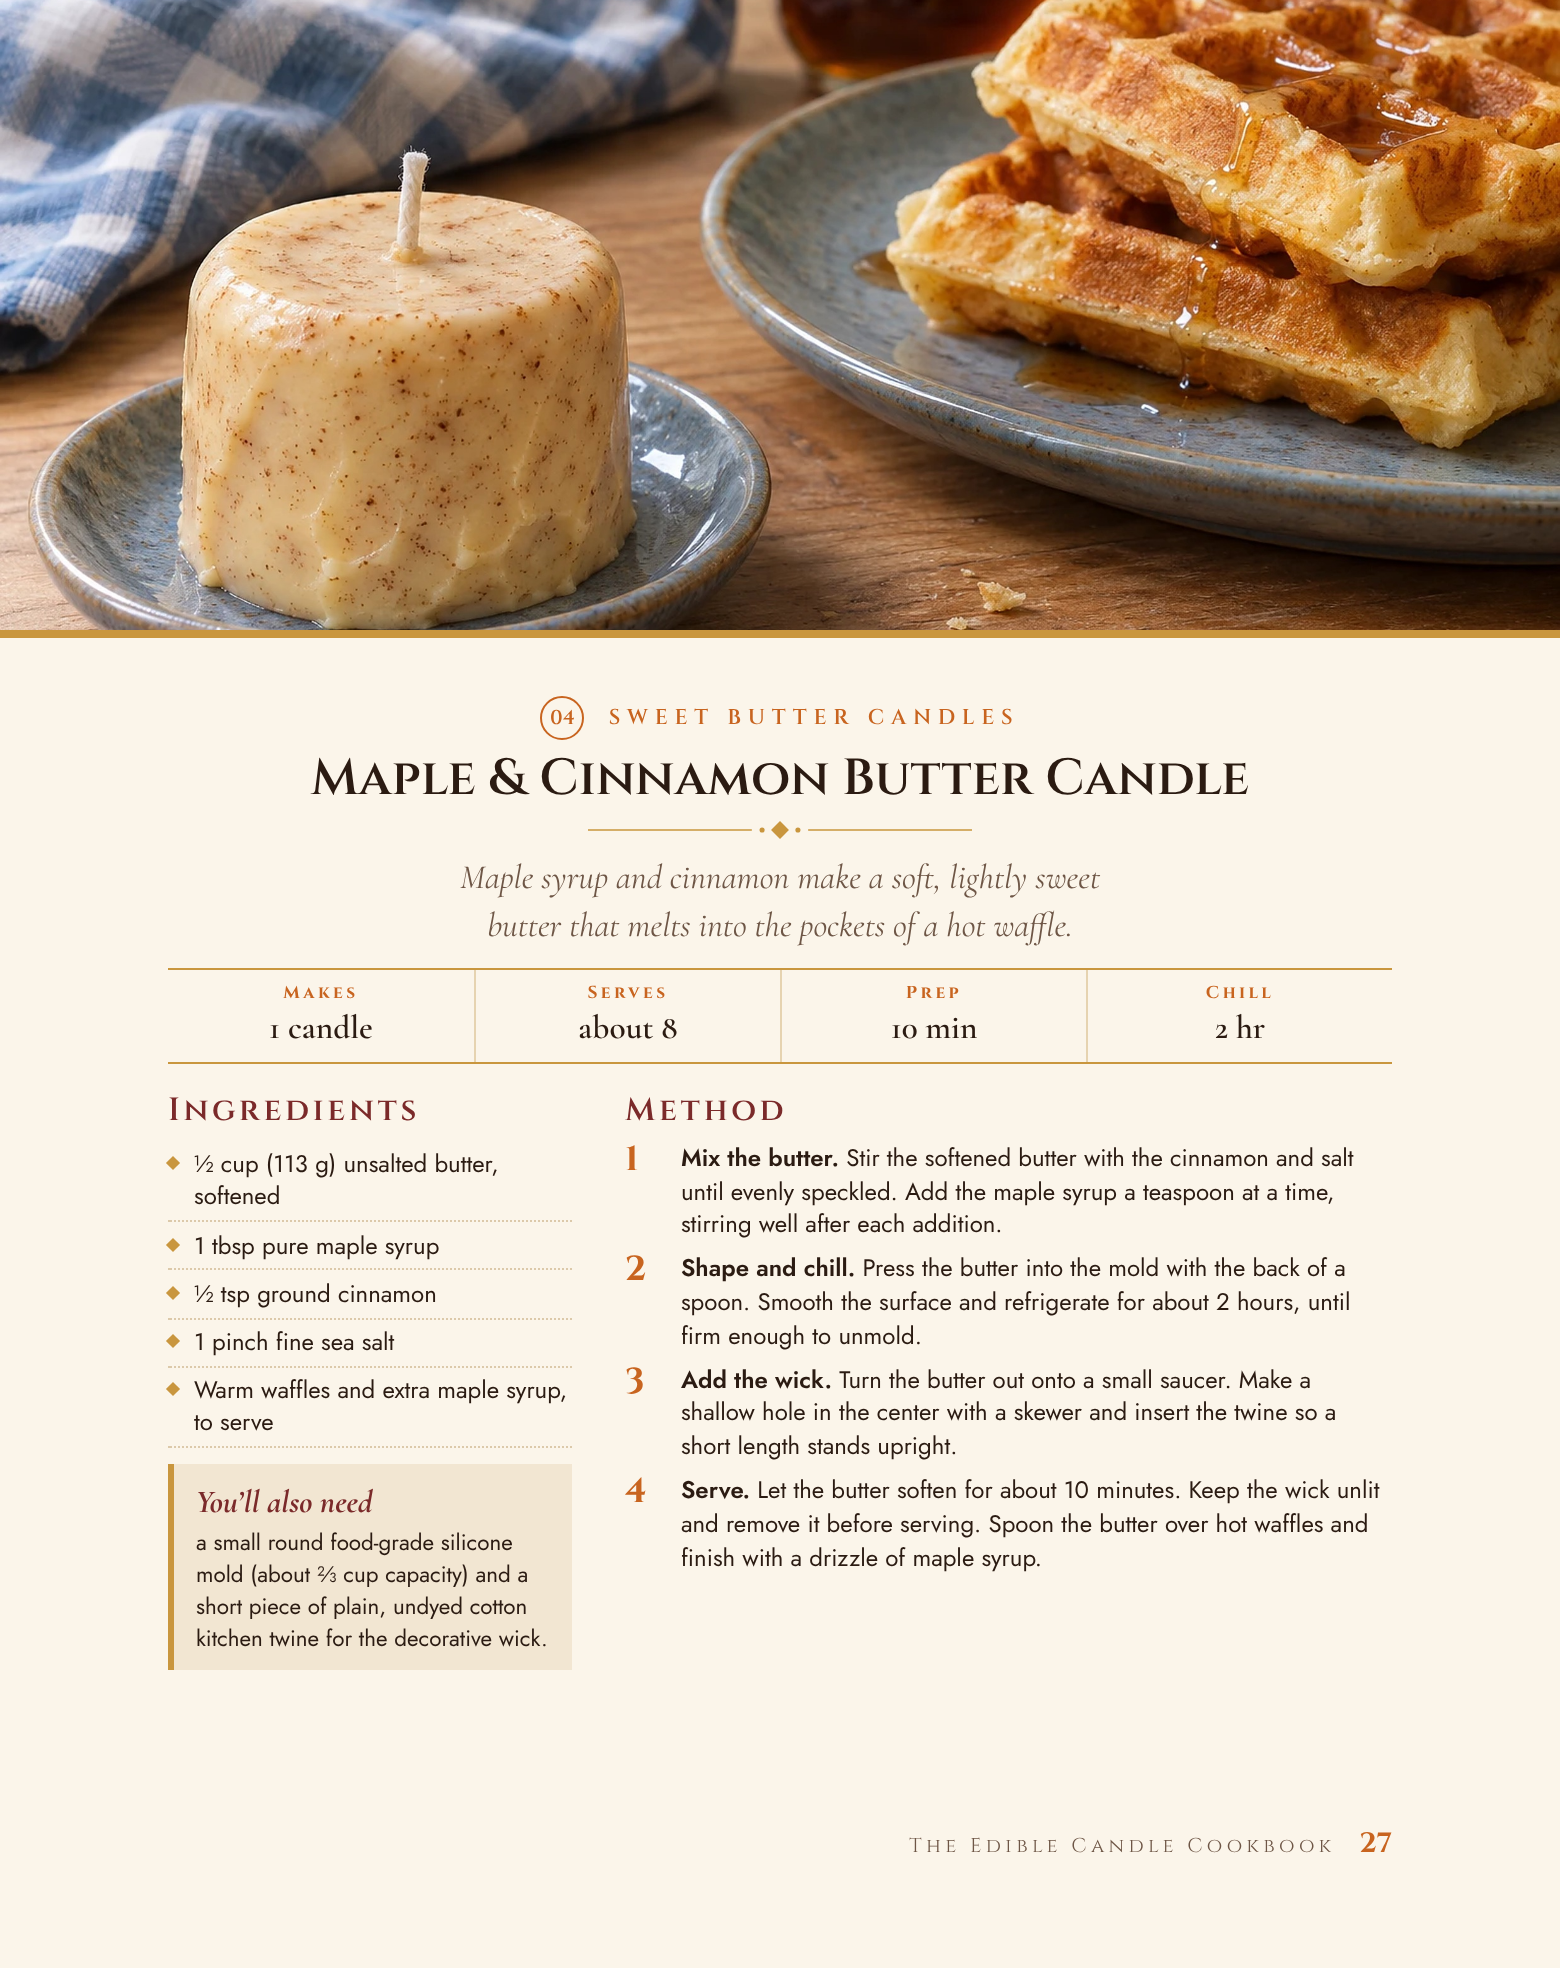 04 SWEET BUTTER CANDLES
Maple & Cinnamon Butter Candle
Maple syrup and cinnamon make a soft, lightly sweet
butter that melts into the pockets of a hot waffle.
Makes
1 candle
Serves
about 8
Prep
10 min
Chill
2 hr
Ingredients
½ cup (113 g) unsalted butter,
softened
1 tbsp pure maple syrup
½ tsp ground cinnamon
1 pinch fine sea salt
Warm waffles and extra maple syrup,
to serve
You’ll also need
a small round food-grade silicone
mold (about ⅔ cup capacity) and a
short piece of plain, undyed cotton
kitchen twine for the decorative wick.
Method
1 Mix the butter. Stir the softened butter with the cinnamon and salt
until evenly speckled. Add the maple syrup a teaspoon at a time,
stirring well after each addition.
2 Shape and chill. Press the butter into the mold with the back of a
spoon. Smooth the surface and refrigerate for about 2 hours, until
firm enough to unmold.
3 Add the wick. Turn the butter out onto a small saucer. Make a
shallow hole in the center with a skewer and insert the twine so a
short length stands upright.
4 Serve. Let the butter soften for about 10 minutes. Keep the wick unlit
and remove it before serving. Spoon the butter over hot waffles and
finish with a drizzle of maple syrup.
The Edible Candle Cookbook 27